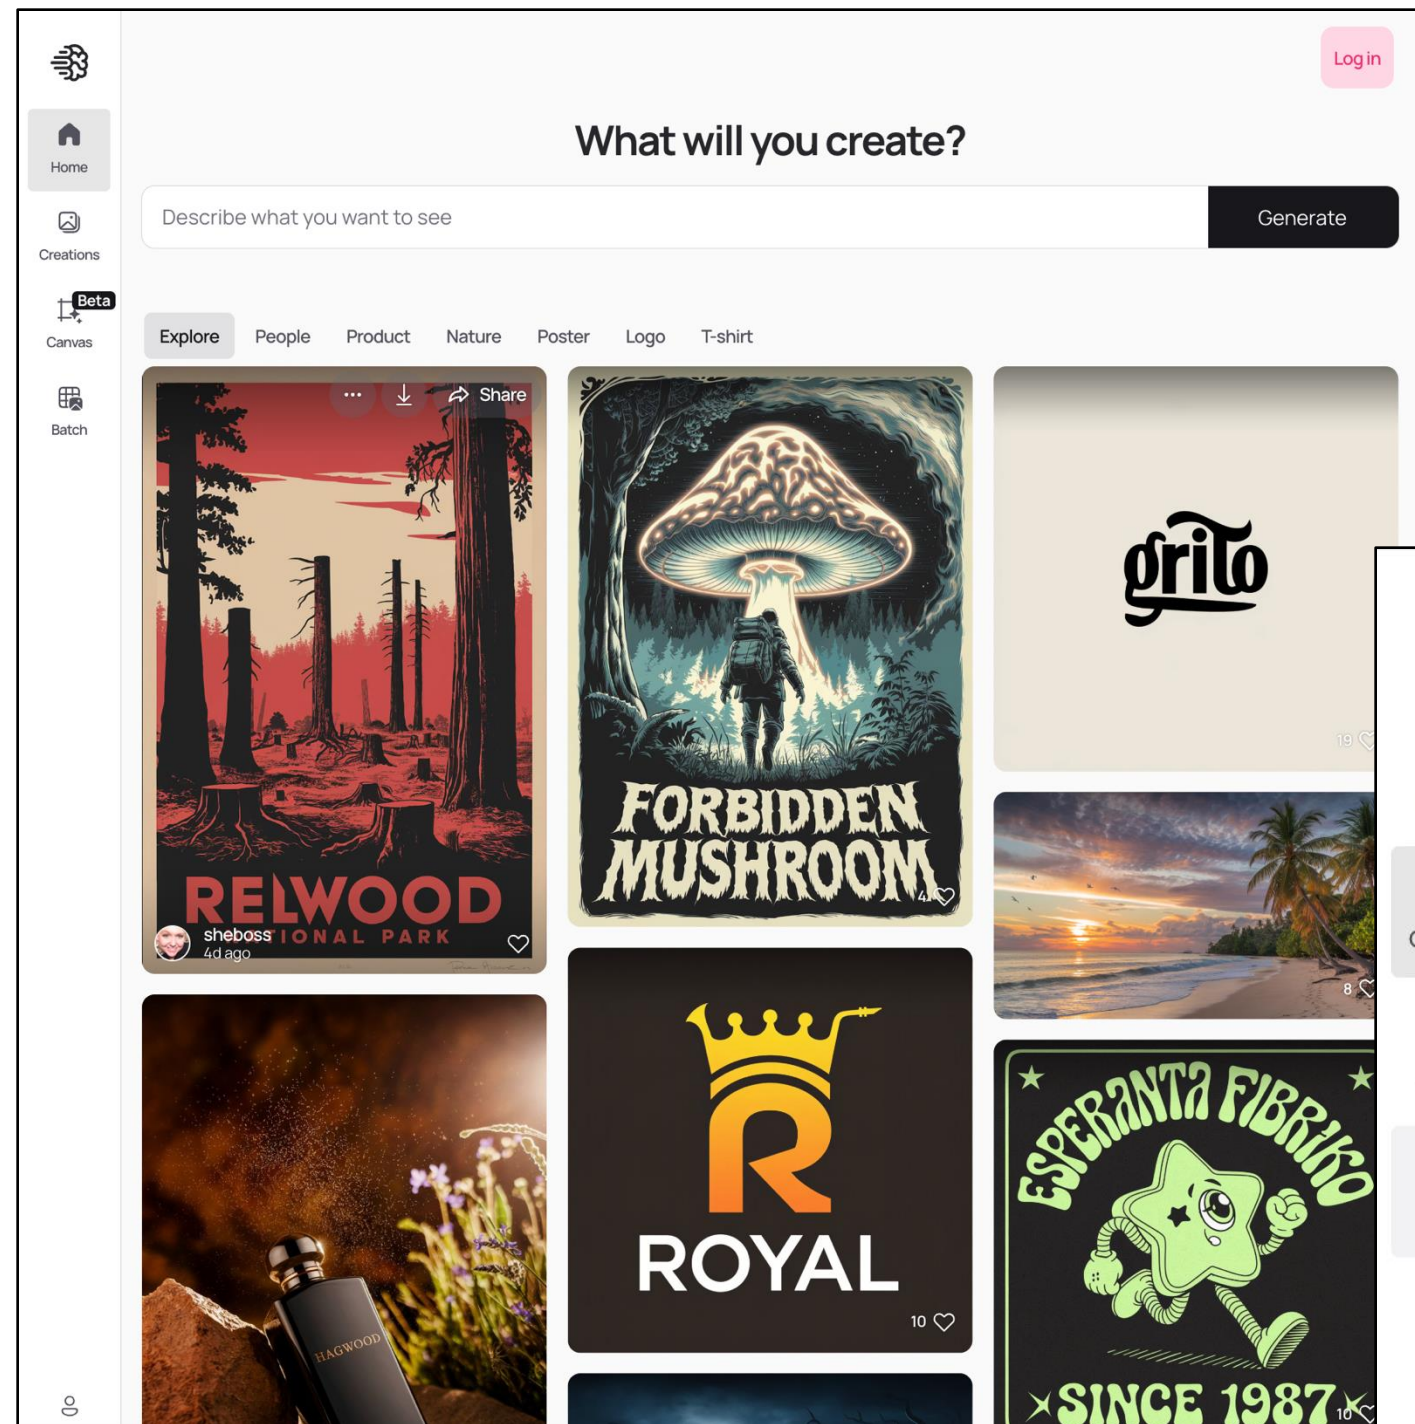 Log in
What will you create?
Home
Describe what you want to see
Generate
Creations
Beta
Canvas
Explore People Product Nature Poster Logo T-shirt
Batch
Share
RELWOOD
NATIONAL PARK
sheboss
4d ago
FORBIDDEN
MUSHROOM
41
grito
19
8
HAGWOOD
R
ROYAL
10
ESPERANTA FIBRIKO
SINCE 1987
10